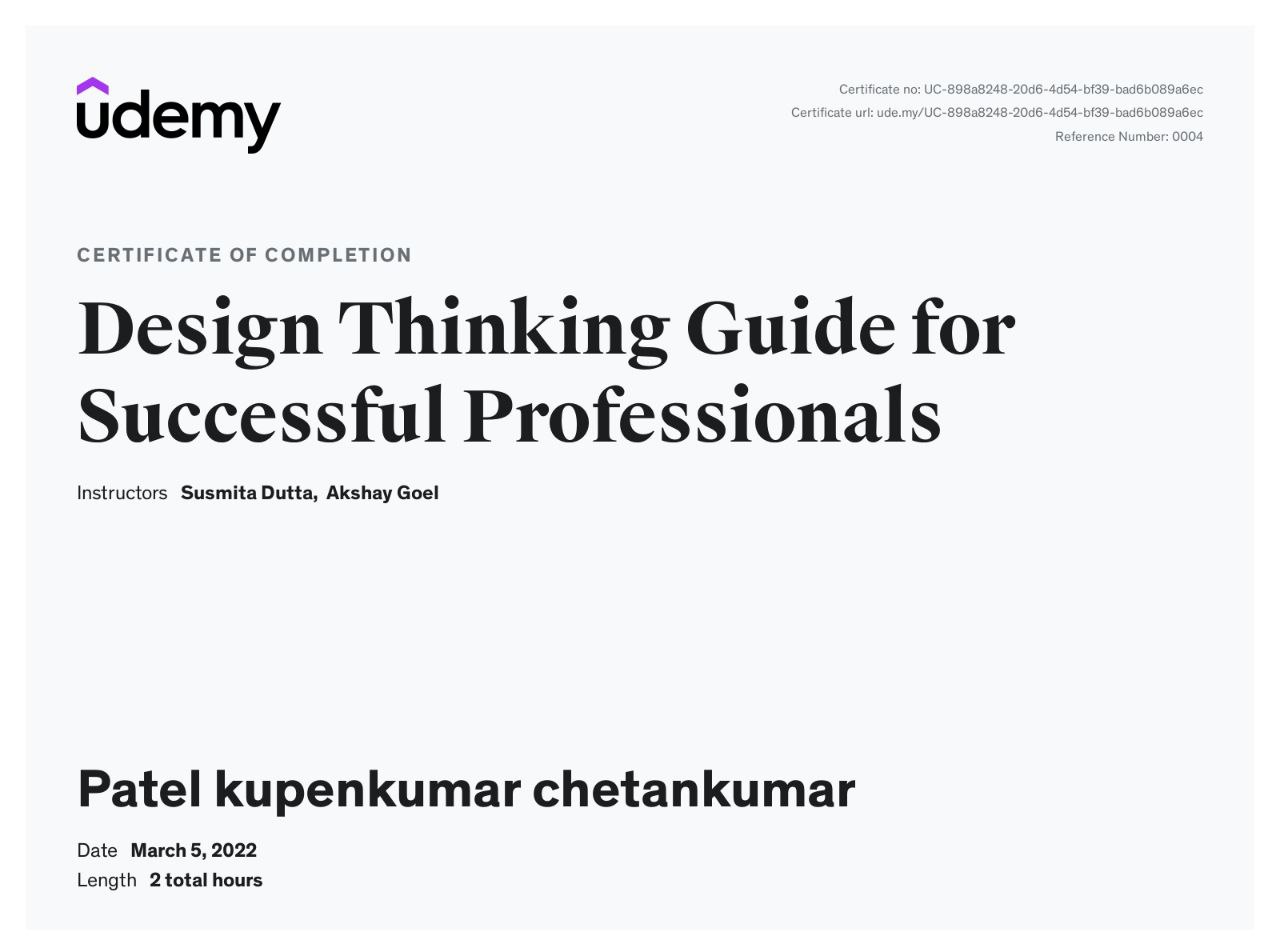 udemy
Certificate no: UC-898a8248-20d6-4d54-bf39-bad6b089a6ec
Certificate url: ude.my/UC-898a8248-20d6-4d54-bf39-bad6b089a6ec
Reference Number: 0004
CERTIFICATE OF COMPLETION
Design Thinking Guide for
Successful Professionals
Instructors Susmita Dutta, Akshay Goel
Patel kupenkumar chetankumar
Date March 5, 2022
Length 2 total hours